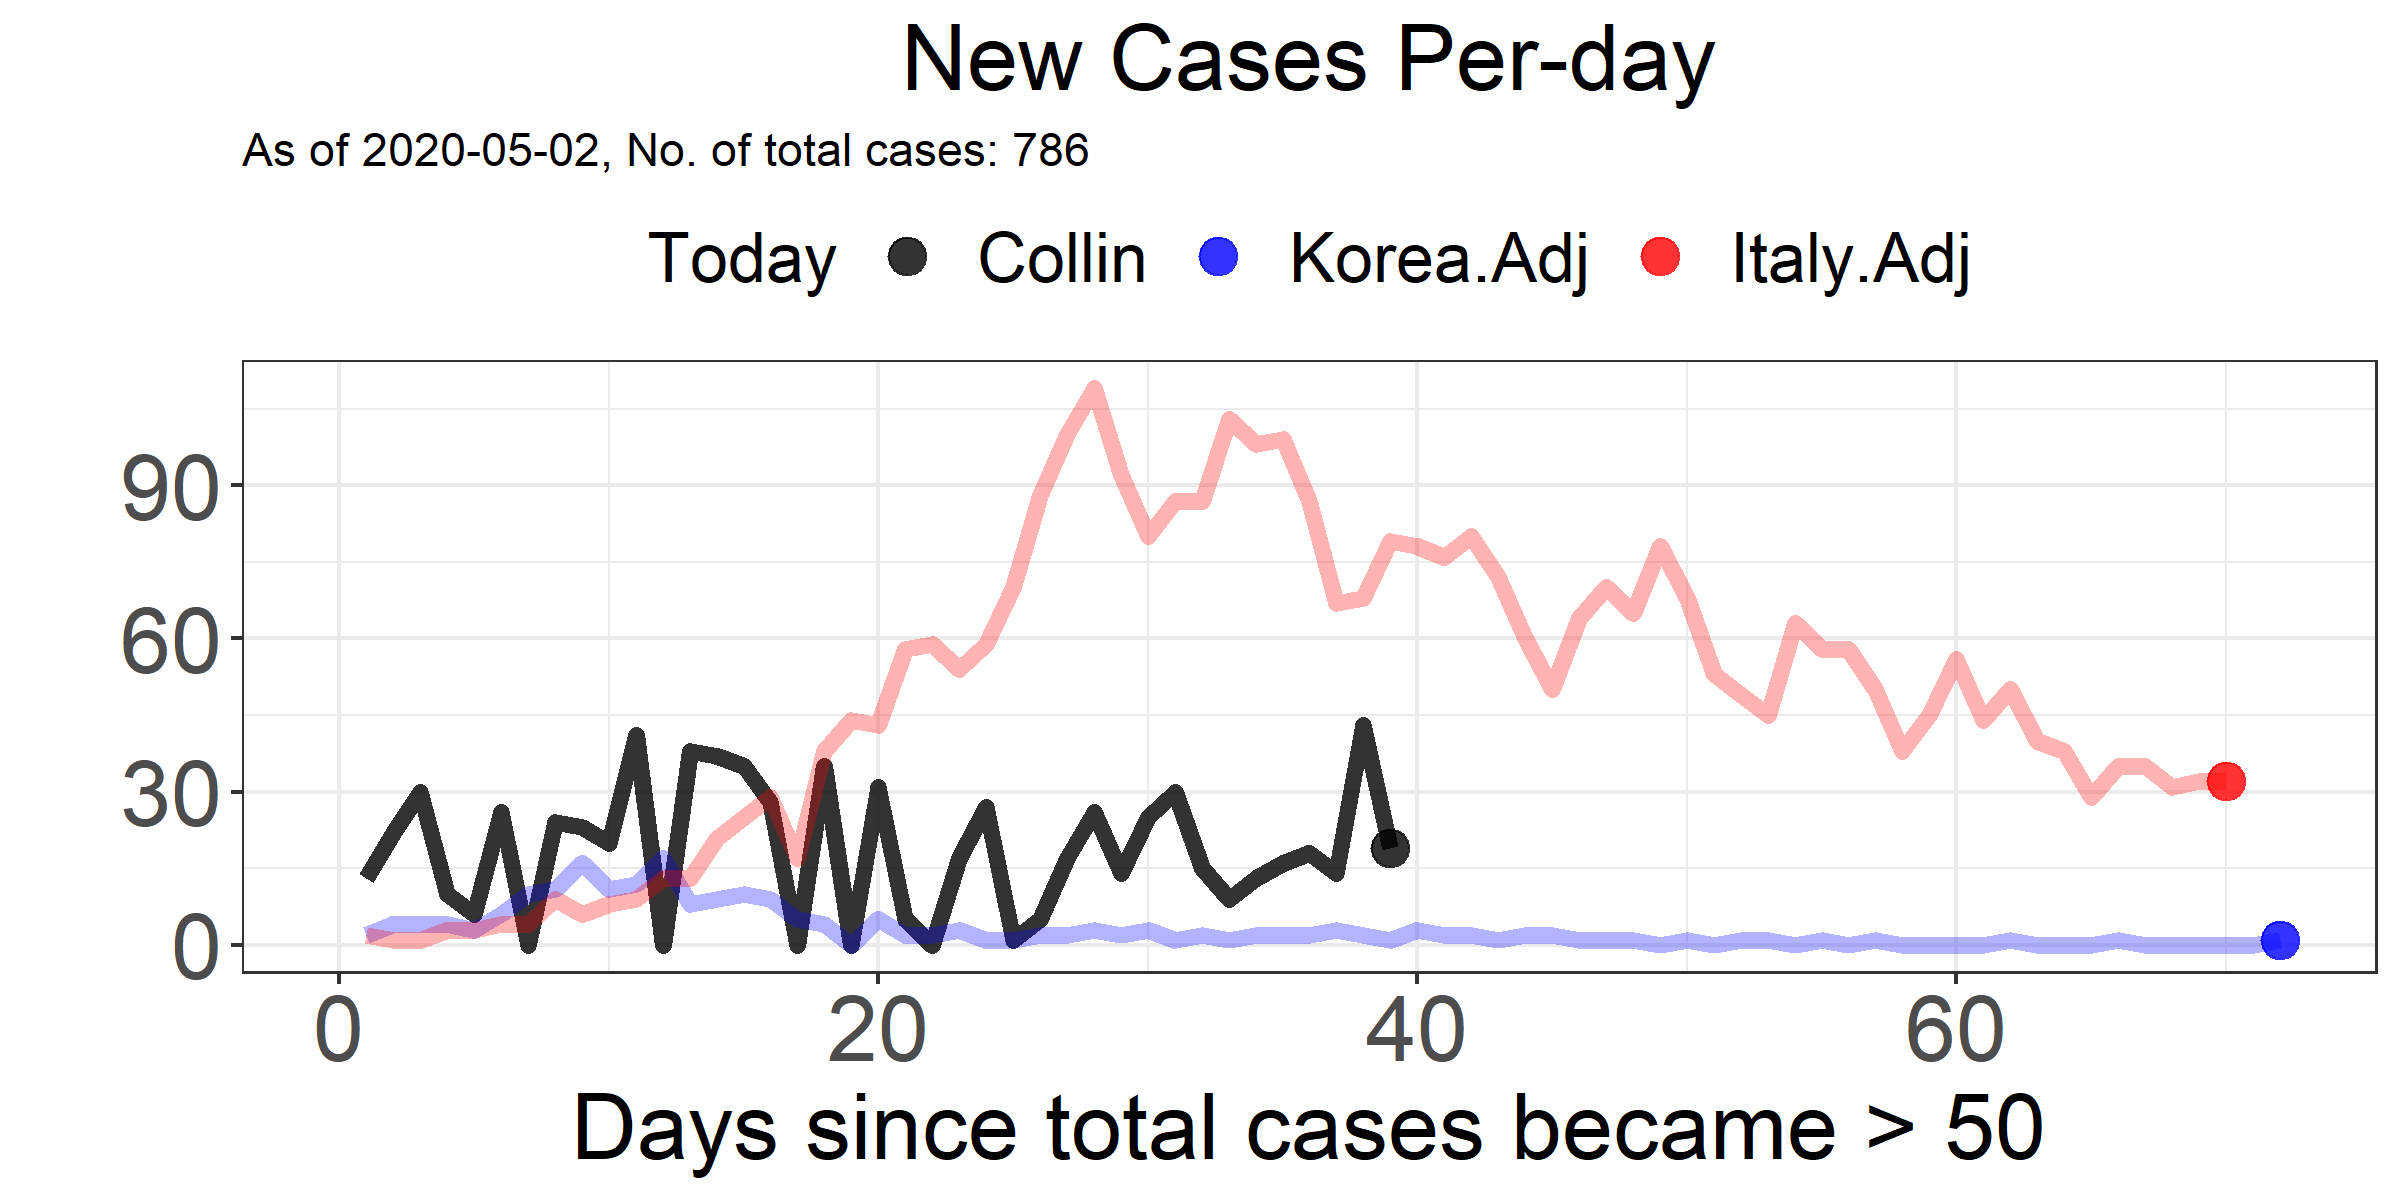 New Cases Per-day
As of 2020-05-02, No. of total cases: 786
Today Collin Korea.Adj Italy.Adj
90
60
30
0
0 20 40 60
Days since total cases became > 50